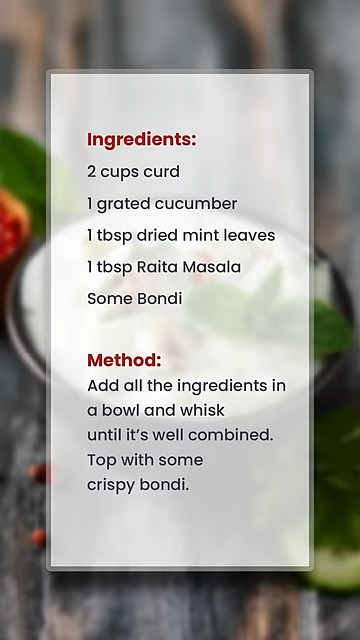 Ingredients:
2 cups curd
1 grated cucumber
1 tbsp dried mint leaves
1 tbsp Raita Masala
Some Bondi
Method:
Add all the ingredients in
a bowl and whisk
until it’s well combined.
Top with some
crispy bondi.